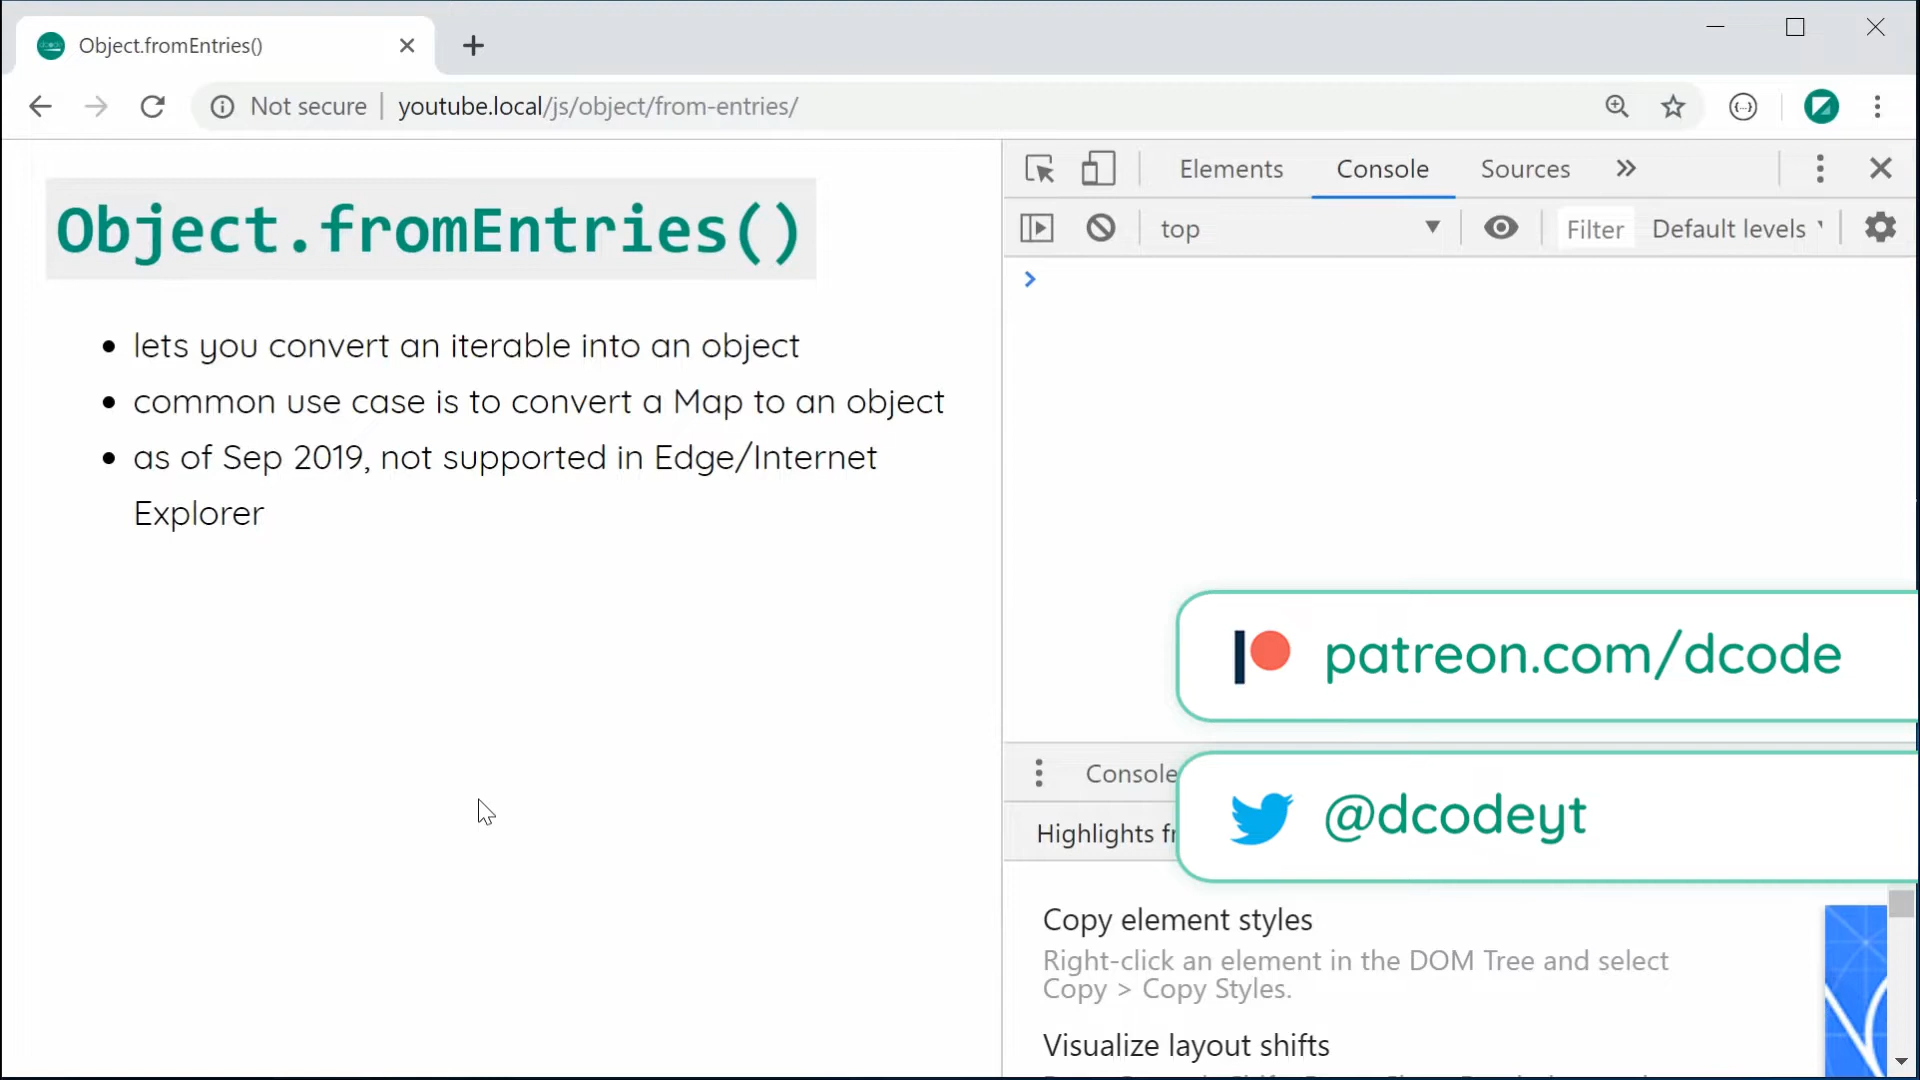 Object.fromEntries()
Not secure | youtube.local/js/object/from-entries/
Object.fromEntries()
• lets you convert an iterable into an object
• common use case is to convert a Map to an object
• as of Sep 2019, not supported in Edge/Internet
Explorer
Elements Console Sources
top Filter Default levels
patreon.com/dcode
Console
@dcodeyt
Highlights
Copy element styles
Right-click an element in the DOM Tree and select
Copy > Copy Styles.
Visualize layout shifts